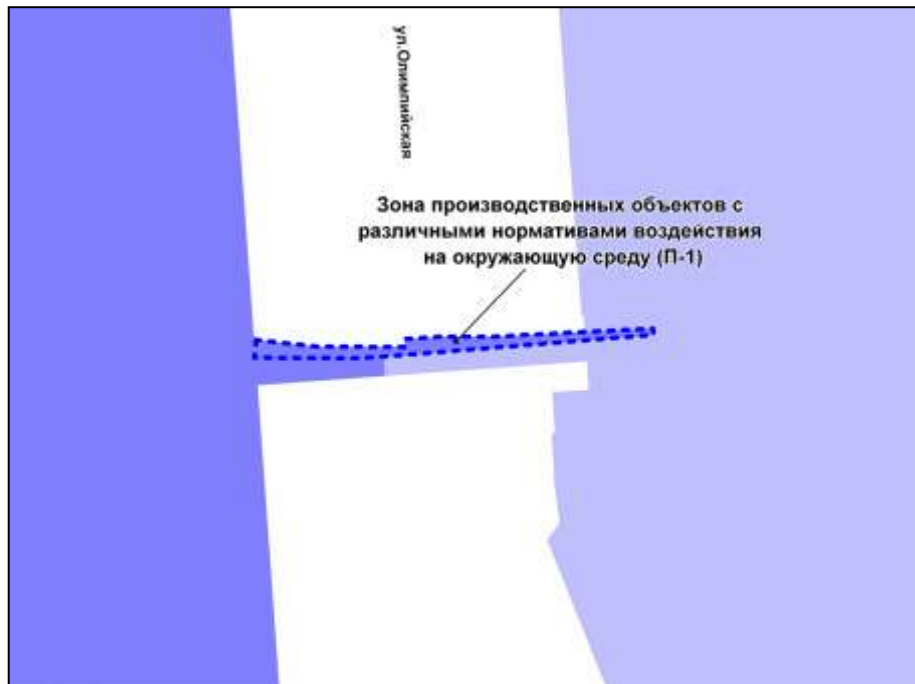 ул.Олимпийская
Зона производственных объектов с
различными нормативами воздействия
на окружающую среду (П-1)